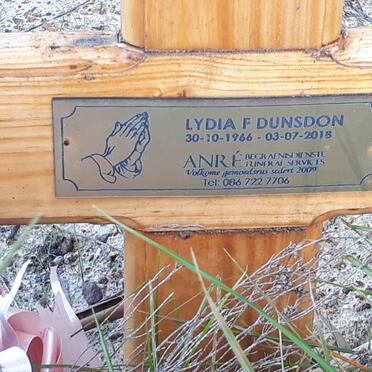 LYDIA F DUNSDON
30-10-1966 - 03-07-2018
ANRÉ BEGRAFNISDIENSTE
FUNERAL SERVICES
Volkome gemoedsrus sedert 2009
Tel: 086 722 7706